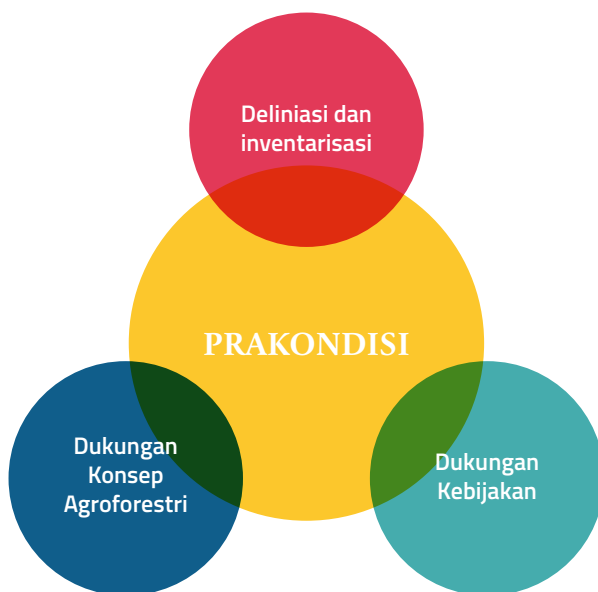 Deliniasi dan
inventarisasi
PRAKONDISI
Dukungan
Konsep
Agroforestri
Dukungan
Kebijakan